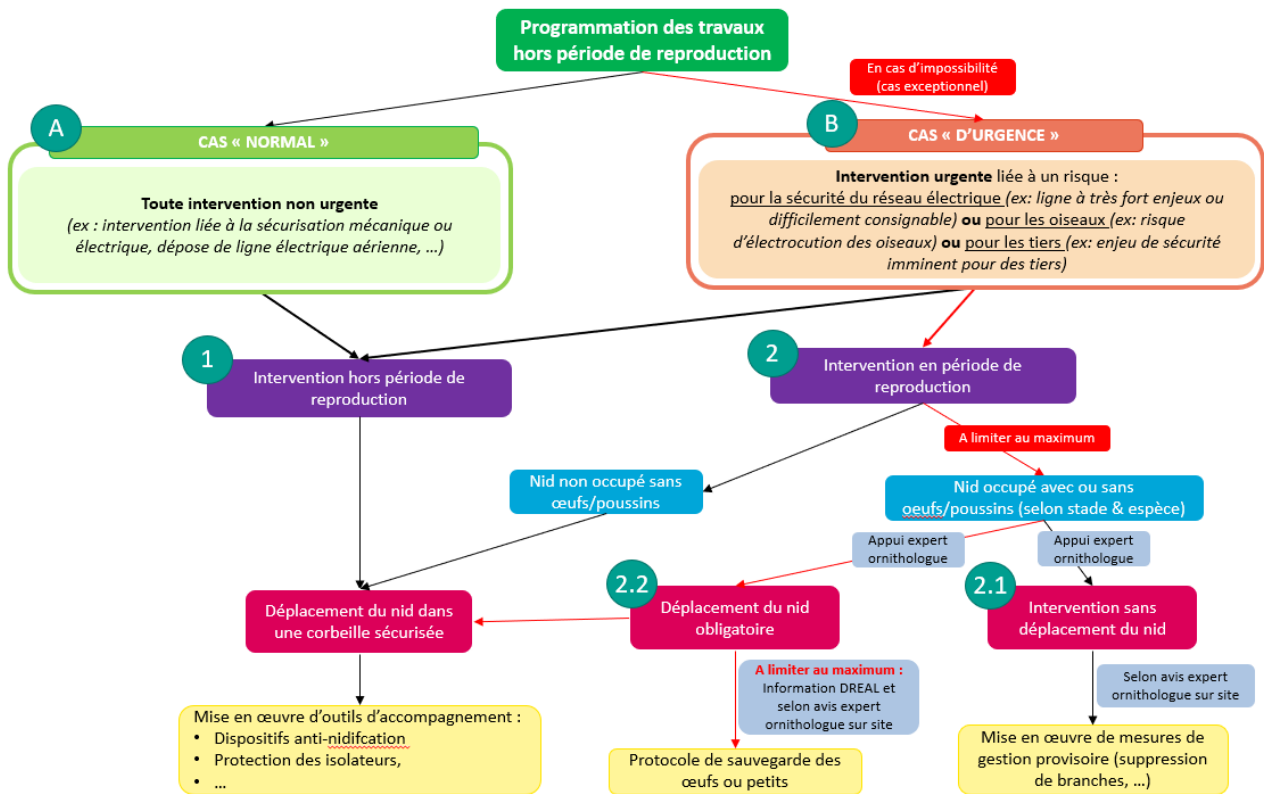 Programmation des travaux
hors période de reproduction
En cas d'impossibilité
(cas exceptionnel)
A
CAS « NORMAL »
Toute intervention non urgente
(ex : intervention liée à la sécurisation mécanique ou
électrique, dépose de ligne électrique aérienne, …)
B
CAS « D'URGENCE »
Intervention urgente liée à un risque :
pour la sécurité du réseau électrique (ex: ligne à très fort enjeux ou
difficilement consignable) ou pour les oiseaux (ex: risque
d'électrocution des oiseaux) ou pour les tiers (ex: enjeu de sécurité
imminent pour des tiers)
1
Intervention hors période de
reproduction
2
Intervention en période de
reproduction
A limiter au maximum
Nid non occupé sans
œufs/poussins
Nid occupé avec ou sans
oeufs/poussins (selon stade & espèce)
Appui expert
ornithologue
Appui expert
ornithologue
Déplacement du nid dans
une corbeille sécurisée
2.2
Déplacement du nid
obligatoire
2.1
Intervention sans
déplacement du nid
A limiter au maximum :
Information DREAL et
selon avis expert
ornithologue sur site
Selon avis expert
ornithologue sur site
Mise en œuvre d'outils d'accompagnement :
• Dispositifs anti-nidifcation
• Protection des isolateurs,
• …
Protocole de sauvegarde des
œufs ou petits
Mise en œuvre de mesures de
gestion provisoire (suppression
de branches, …)